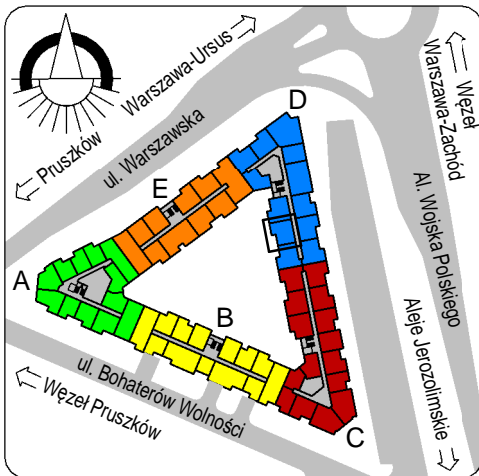 Warszawa-Ursus
Pruszków
ul. Warszawska
Węzeł
Warszawa-Zachód
Al. Wojska Polskiego
Aleje Jerozolimskie
D
E
A
B
C
ul. Bohaterów Wolności
Węzeł Pruszków